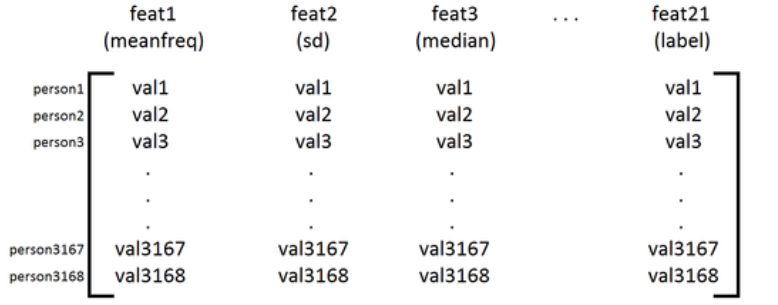 feat1 feat2 feat3 ... feat21
(meanfreq) (sd) (median) (label)
person1 val1 val1 val1 val1
person2 val2 val2 val2 val2
person3 val3 val3 val3 val3
. . . .
. . . .
. . . .
person3167 val3167 val3167 val3167 val3167
person3168 val3168 val3168 val3168 val3168